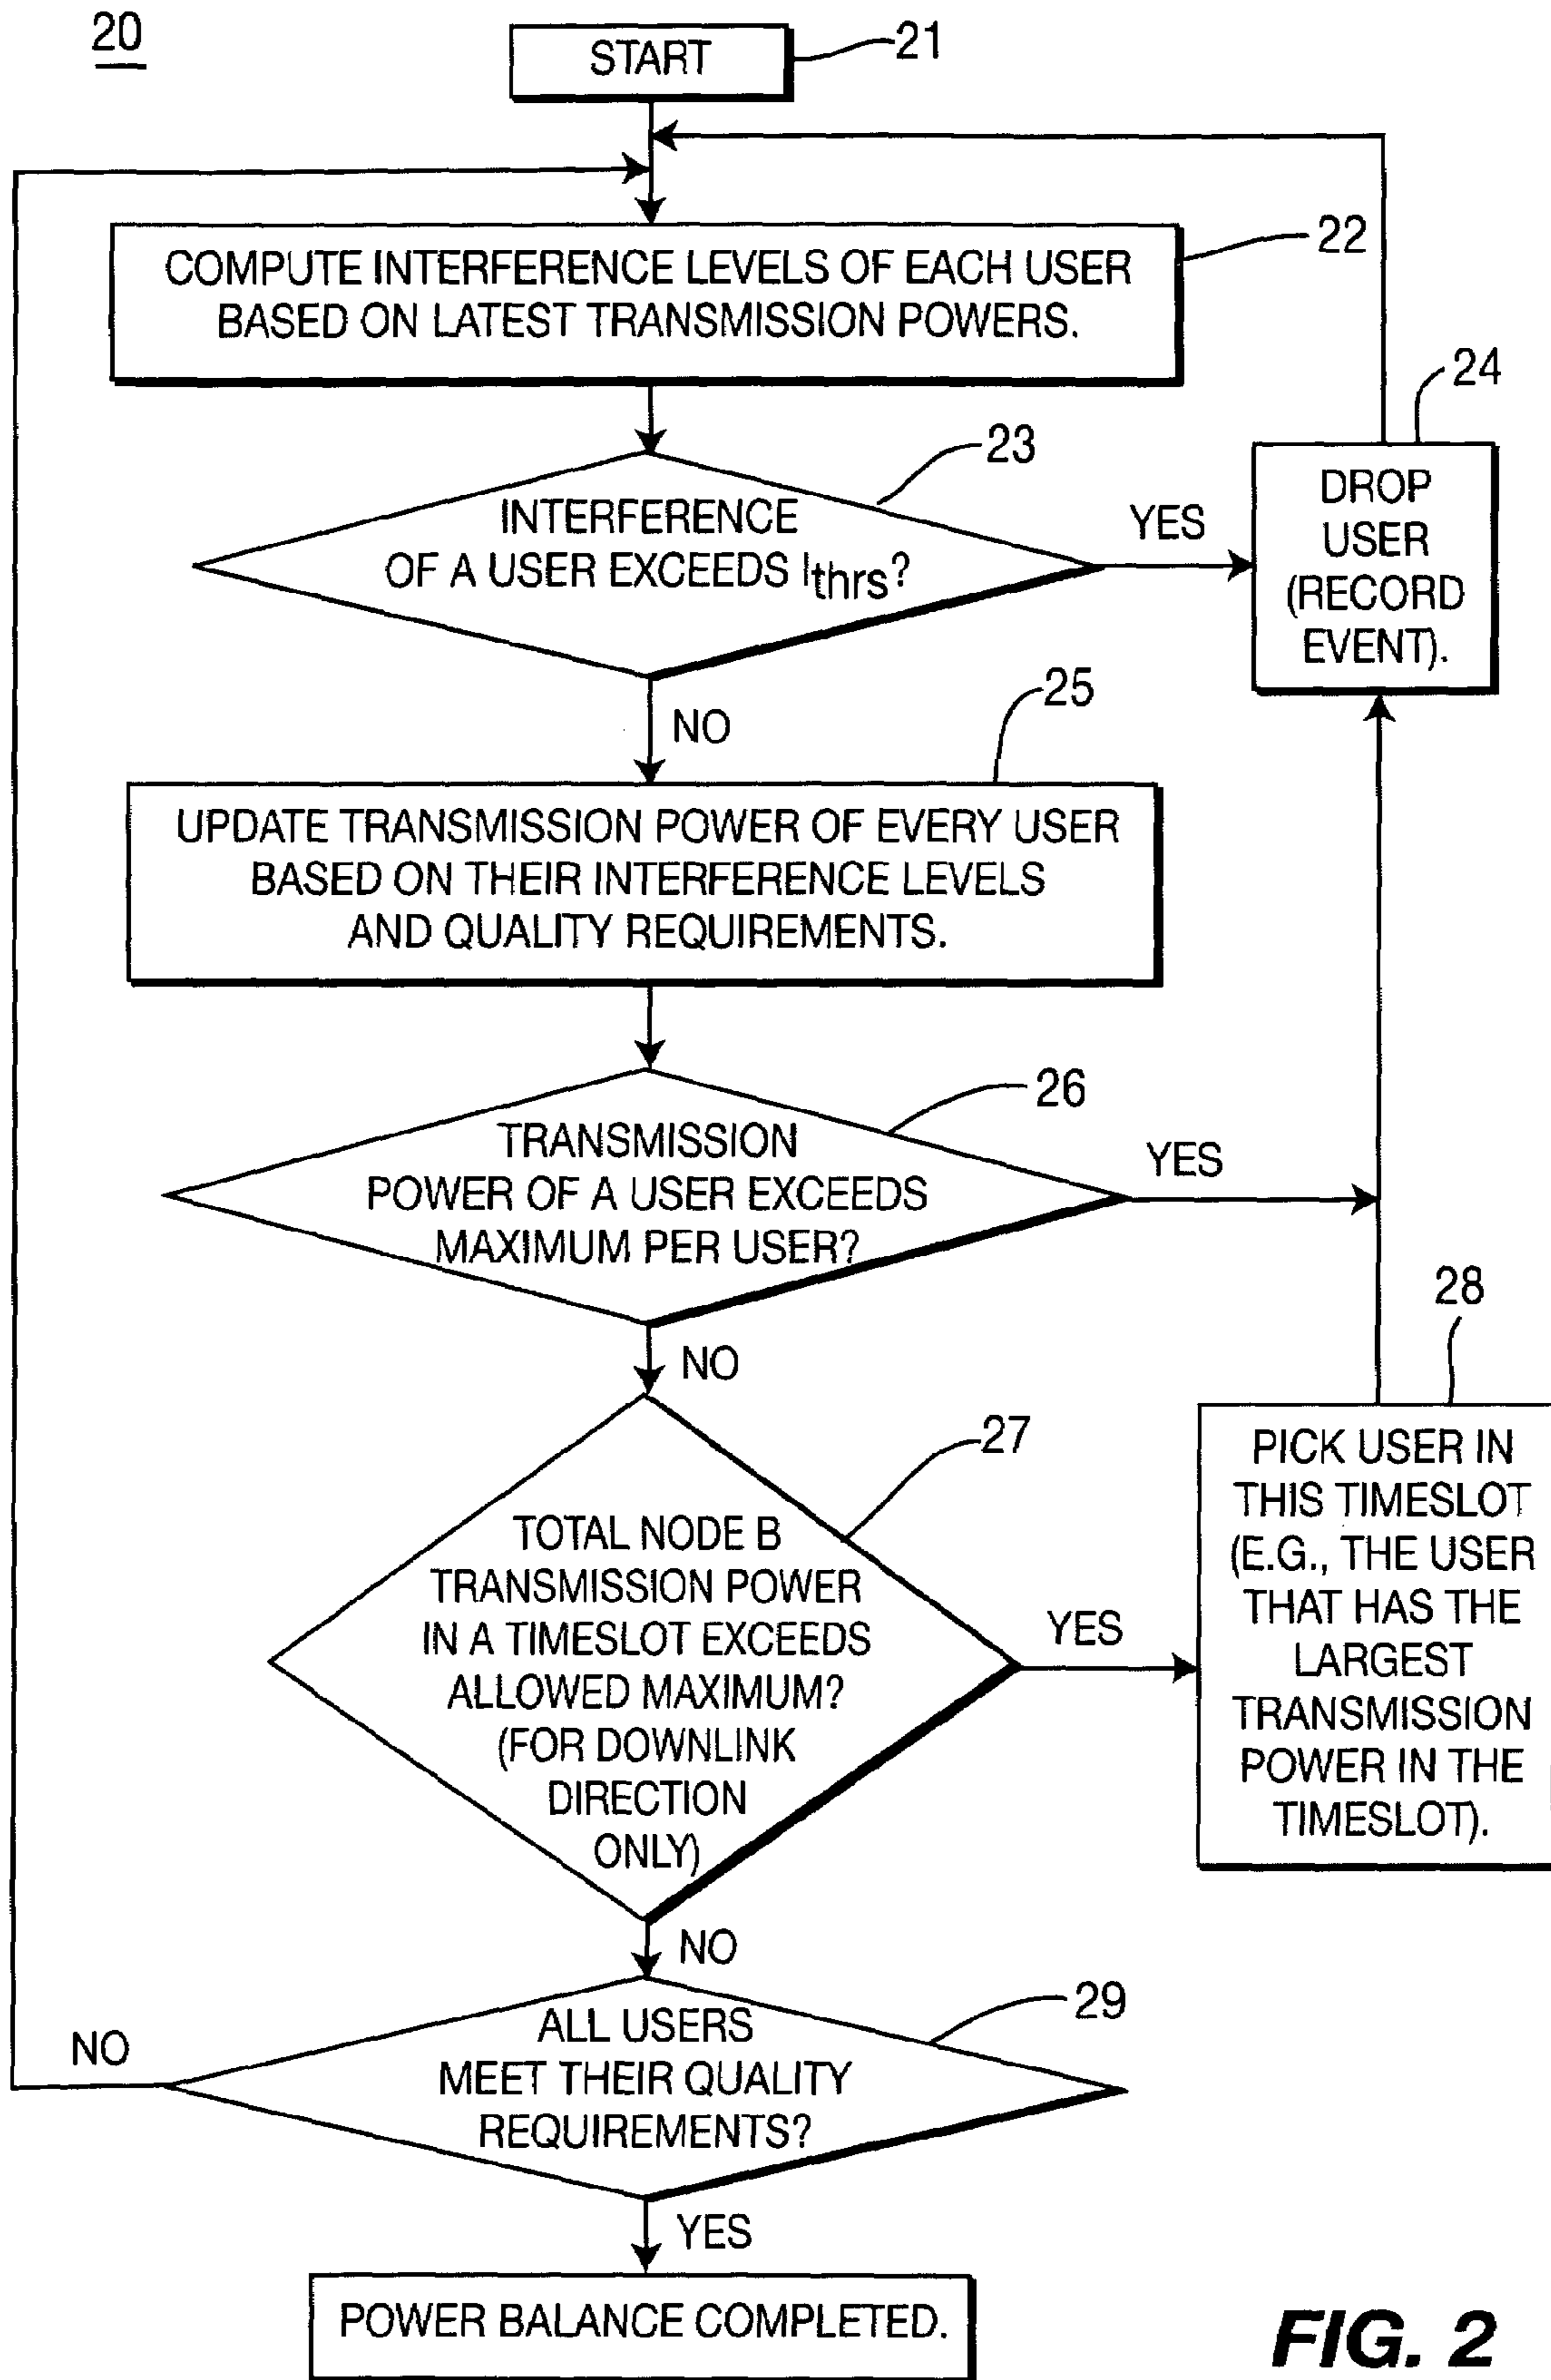 20
START
21
COMPUTE INTERFERENCE LEVELS OF EACH USER
BASED ON LATEST TRANSMISSION POWERS.
22
INTERFERENCE
OF A USER EXCEEDS Ithrs?
23
YES
DROP
USER
(RECORD
EVENT).
24
NO
UPDATE TRANSMISSION POWER OF EVERY USER
BASED ON THEIR INTERFERENCE LEVELS
AND QUALITY REQUIREMENTS.
25
TRANSMISSION
POWER OF A USER EXCEEDS
MAXIMUM PER USER?
26
YES
NO
TOTAL NODE B
TRANSMISSION POWER
IN A TIMESLOT EXCEEDS
ALLOWED MAXIMUM?
(FOR DOWNLINK
DIRECTION
ONLY)
27
YES
28
PICK USER IN
THIS TIMESLOT
(E.G., THE USER
THAT HAS THE
LARGEST
TRANSMISSION
POWER IN THE
TIMESLOT).
NO
ALL USERS
MEET THEIR QUALITY
REQUIREMENTS?
29
NO
YES
POWER BALANCE COMPLETED.
FIG. 2